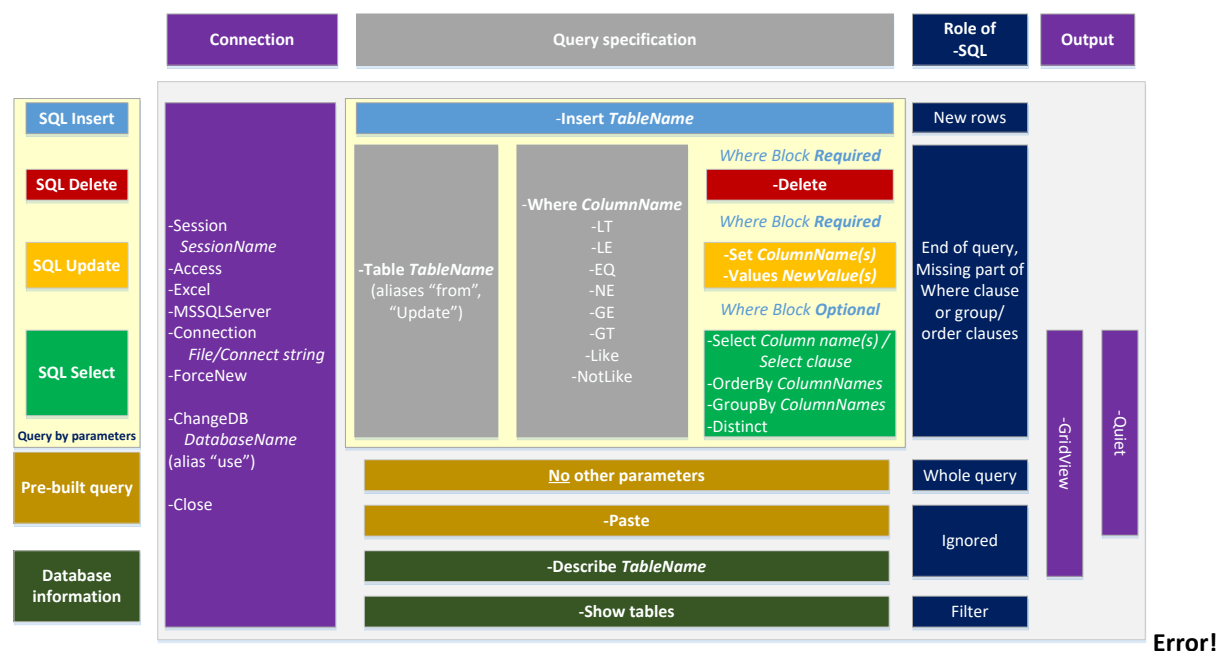 Connection
Query specification
Role of
-SQL
Output
SQL Insert
-Insert TableName
New rows
Where Block Required
SQL Delete
-Delete
Where Block Required
SQL Update
-Set ColumnName(s)
-Values NewValue(s)
Where Block Optional
SQL Select
-Select Column name(s) /
Select clause
-OrderBy ColumnNames
-GroupBy ColumnNames
-Distinct
Query by parameters
-Session
SessionName
-Access
-Excel
-MSSQLServer
-Connection
File/Connect string
-ForceNew
-ChangeDB
DatabaseName
(alias “use”)
-Close
-Table TableName
(aliases “from”,
“Update”)
-Where ColumnName
-LT
-LE
-EQ
-NE
-GE
-GT
-Like
-NotLike
End of query,
Missing part of
Where clause
or group/
order clauses
Pre-built query
No other parameters
Whole query
-Paste
Ignored
Database
information
-Describe TableName
-Show tables
Filter
-GridView
-Quiet
Error!